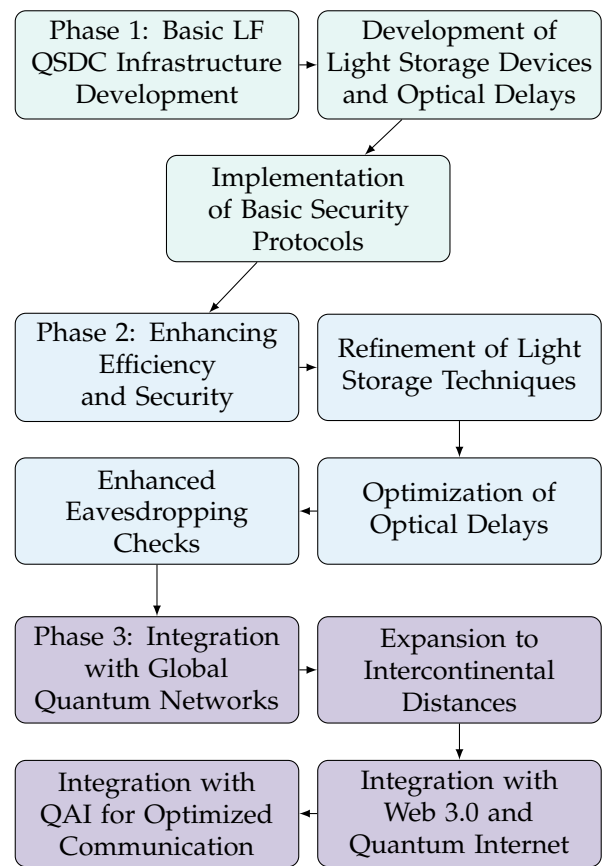 Phase 1: Basic LF
QSDC Infrastructure
Development
Development of
Light Storage Devices
and Optical Delays
Implementation
of Basic Security
Protocols
Phase 2: Enhancing
Efficiency
and Security
Refinement of Light
Storage Techniques
Enhanced
Eavesdropping
Checks
Optimization of
Optical Delays
Phase 3: Integration
with Global
Quantum Networks
Expansion to
Intercontinental
Distances
Integration with
QAI for Optimized
Communication
Integration with
Web 3.0 and
Quantum Internet